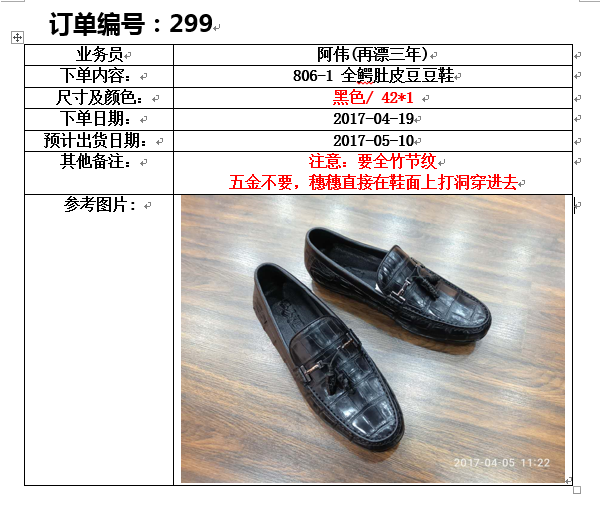 订单编号：299
业务员
阿伟(再漂三年)
下单内容：
806-1 全鳄肚皮豆豆鞋
尺寸及颜色：
黑色/ 42*1
下单日期：
2017-04-19
预计出货日期：
2017-05-10
其他备注：
注意：要全竹节纹
五金不要，穗穗直接在鞋面上打洞穿进去
参考图片:
2017-04-05 11:22